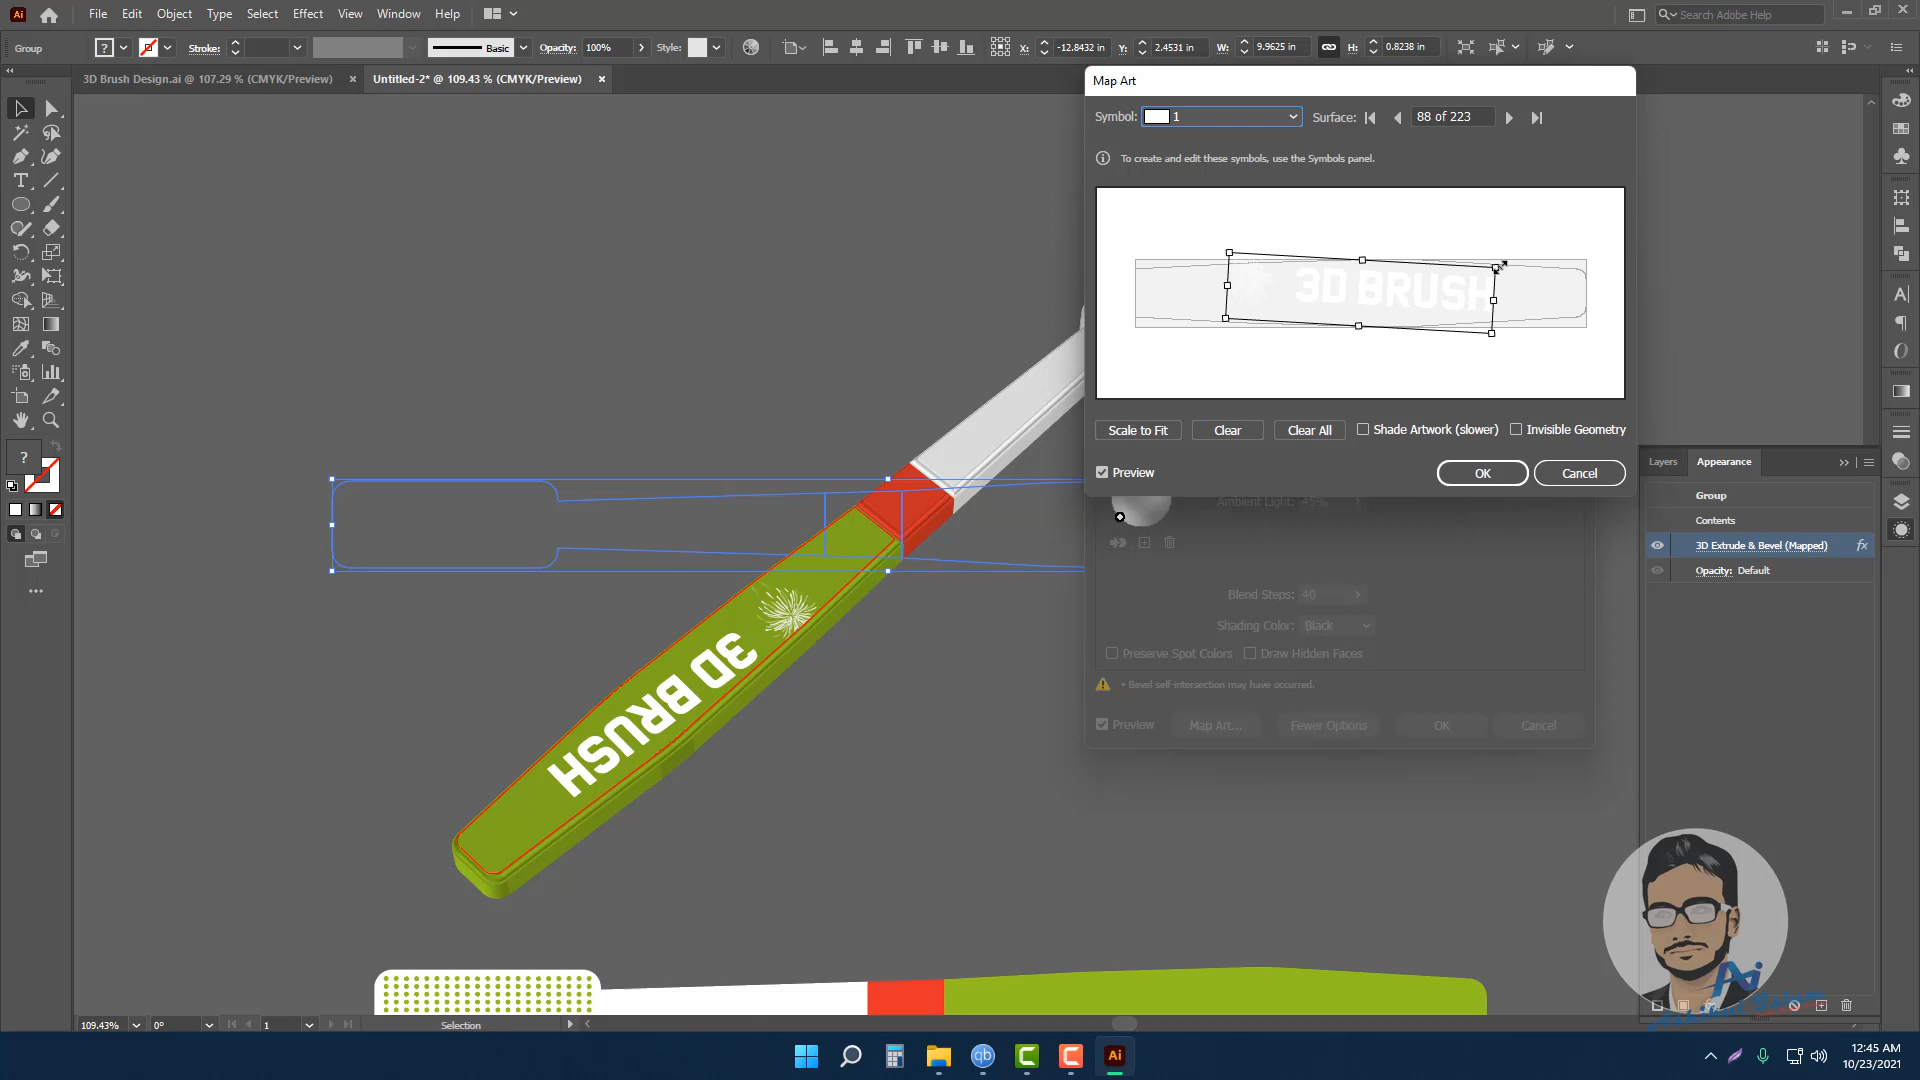 Ai File Edit Object Type Select Effect View Window Help Search Adobe Help
Group ? Stroke: Basic Opacity: 100% Style: X: -12.8432 in Y: 2.4531 in W: 9.9625 in H: 0.8238 in
3D Brush Design.ai @ 107.29 % (CMYK/Preview) × Untitled-2* @ 109.43 % (CMYK/Preview) ×
Map Art
Symbol: 1 Surface: 88 of 223
To create and edit these symbols, use the Symbols panel.
3D BRUSH
Scale to Fit Clear Clear All Shade Artwork (slower) Invisible Geometry
Preview OK Cancel
Ambient Light: 45%
Blend Steps: 40
Shading Color: Black
Preserve Spot Colors Draw Hidden Faces
• Bevel self-intersection may have occurred.
Preview Map Art... Fewer Options OK Cancel
Layers Appearance
Group
Contents
3D Extrude & Bevel (Mapped) fx
Opacity: Default
?
3D BRUSH
109.43% 0° 1 Selection
qb C C Ai
12:45 AM
10/23/2021